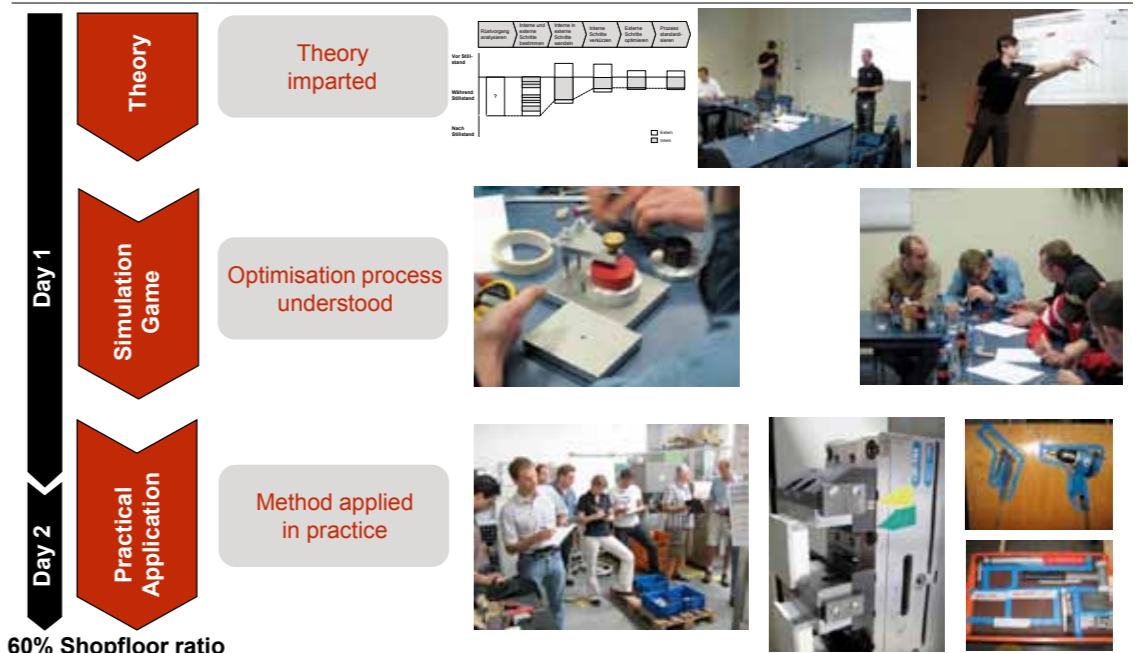 Day 1
Day 2
Theory
Theory
imparted
Rüstvorgang
analysieren
Interne und
externe
Schritte
bestimmen
Interne in
externe
Schritte
wandeln
Interne
Schritte
verkürzen
Externe
Schritte
optimieren
Prozess
standardi-
sieren
Vor Still-
stand
Während
Stillstand
Nach
Stillstand
?
Extern
Intern
Simulation
Game
Optimisation process
understood
Practical
Application
Method applied
in practice
60% Shopfloor ratio